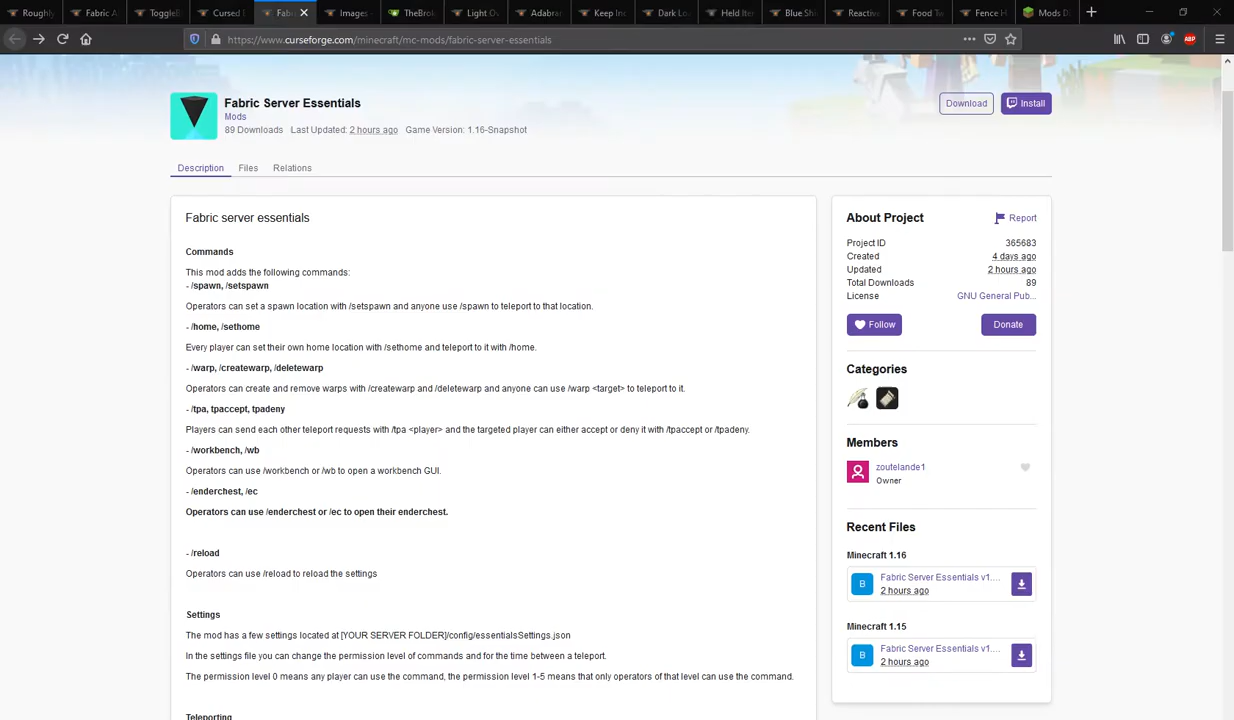 Roughly
Fabric A
ToggleB
Cursed E
Fabr
Images -
TheBrok
Light Ov
Adabran
Keep Inv
Dark Lo
Held Ite
Blue Shi
Reactive
Food Tw
Fence H
Mods D
https://www.curseforge.com/minecraft/mc-mods/fabric-server-essentials
ABP
Fabric Server Essentials
Mods
89 Downloads Last Updated: 2 hours ago Game Version: 1.16-Snapshot
Download
Install
Description Files Relations
Fabric server essentials
Commands
This mod adds the following commands:
- /spawn, /setspawn
Operators can set a spawn location with /setspawn and anyone use /spawn to teleport to that location.
- /home, /sethome
Every player can set their own home location with /sethome and teleport to it with /home.
- /warp, /createwarp, /deletewarp
Operators can create and remove warps with /createwarp and /deletewarp and anyone can use /warp <target> to teleport to it.
- /tpa, tpaccept, tpadeny
Players can send each other teleport requests with /tpa <player> and the targeted player can either accept or deny it with /tpaccept or /tpadeny.
- /workbench, /wb
Operators can use /workbench or /wb to open a workbench GUI.
- /enderchest, /ec
Operators can use /enderchest or /ec to open their enderchest.
- /reload
Operators can use /reload to reload the settings
Settings
The mod has a few settings located at [YOUR SERVER FOLDER]/config/essentialsSettings.json
In the settings file you can change the permission level of commands and for the time between a teleport.
The permission level 0 means any player can use the command, the permission level 1-5 means that only operators of that level can use the command.
Teleporting
About Project
Report
Project ID 365683
Created 4 days ago
Updated 2 hours ago
Total Downloads 89
License GNU General Pub...
Follow
Donate
Categories
Members
zoutelande1
Owner
Recent Files
Minecraft 1.16
B Fabric Server Essentials v1....
2 hours ago
Minecraft 1.15
B Fabric Server Essentials v1....
2 hours ago